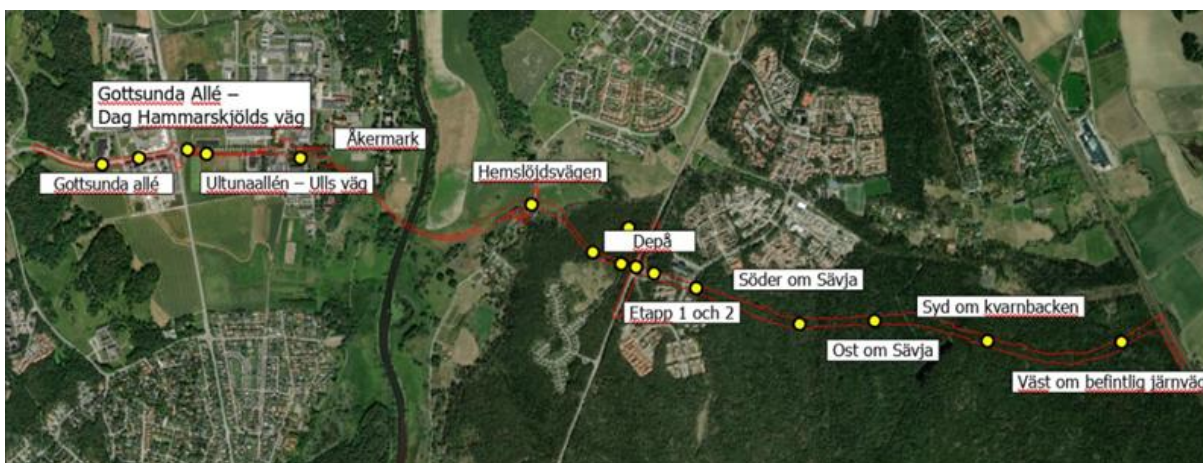 Gottsunda Allé –
Dag Hammarskjölds väg
Åkermark
Gottsunda allé
Ultunaallén – Ulls väg
Hemslöjdsvägen
Depå
Söder om Sävja
Etapp 1 och 2
Syd om kvarnbacken
Ost om Sävja
Väst om befintlig järnväg